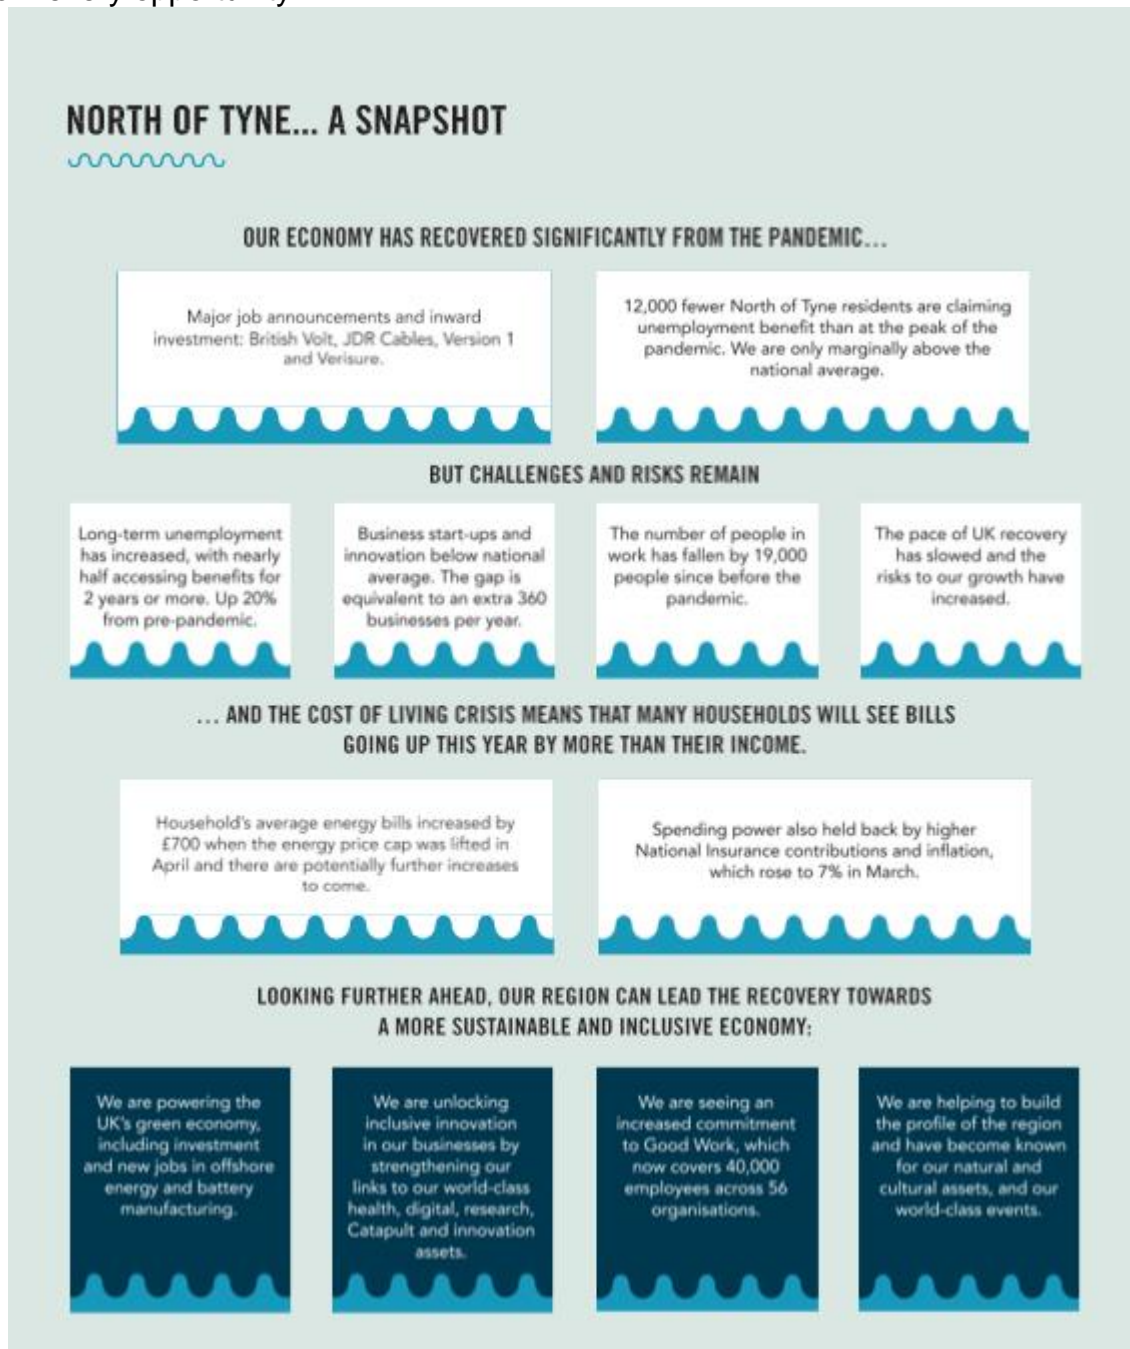 NORTH OF TYNE... A SNAPSHOT
OUR ECONOMY HAS RECOVERED SIGNIFICANTLY FROM THE PANDEMIC...
Major job announcements and inward
investment: British Volt, JDR Cables, Version 1
and Verisure.
12,000 fewer North of Tyne residents are claiming
unemployment benefit than at the peak of the
pandemic. We are only marginally above the
national average.
BUT CHALLENGES AND RISKS REMAIN
Long-term unemployment
has increased, with nearly
half accessing benefits for
2 years or more. Up 20%
from pre-pandemic.
Business start-ups and
innovation below national
average. The gap is
equivalent to an extra 360
businesses per year.
The number of people in
work has fallen by 19,000
people since before the
pandemic.
The pace of UK recovery
has slowed and the
risks to our growth have
increased.
... AND THE COST OF LIVING CRISIS MEANS THAT MANY HOUSEHOLDS WILL SEE BILLS
GOING UP THIS YEAR BY MORE THAN THEIR INCOME.
Household's average energy bills increased by
£700 when the energy price cap was lifted in
April and there are potentially further increases
to come.
Spending power also held back by higher
National Insurance contributions and inflation,
which rose to 7% in March.
LOOKING FURTHER AHEAD, OUR REGION CAN LEAD THE RECOVERY TOWARDS
A MORE SUSTAINABLE AND INCLUSIVE ECONOMY:
We are powering the
UK's green economy,
including investment
and new jobs in offshore
energy and battery
manufacturing.
We are unlocking
inclusive innovation
in our businesses by
strengthening our
links to our world-class
health, digital, research,
Catapult and innovation
assets.
We are seeing an
increased commitment
to Good Work, which
now covers 40,000
employees across 56
organisations.
We are helping to build
the profile of the region
and have become known
for our natural and
cultural assets, and our
world-class events.